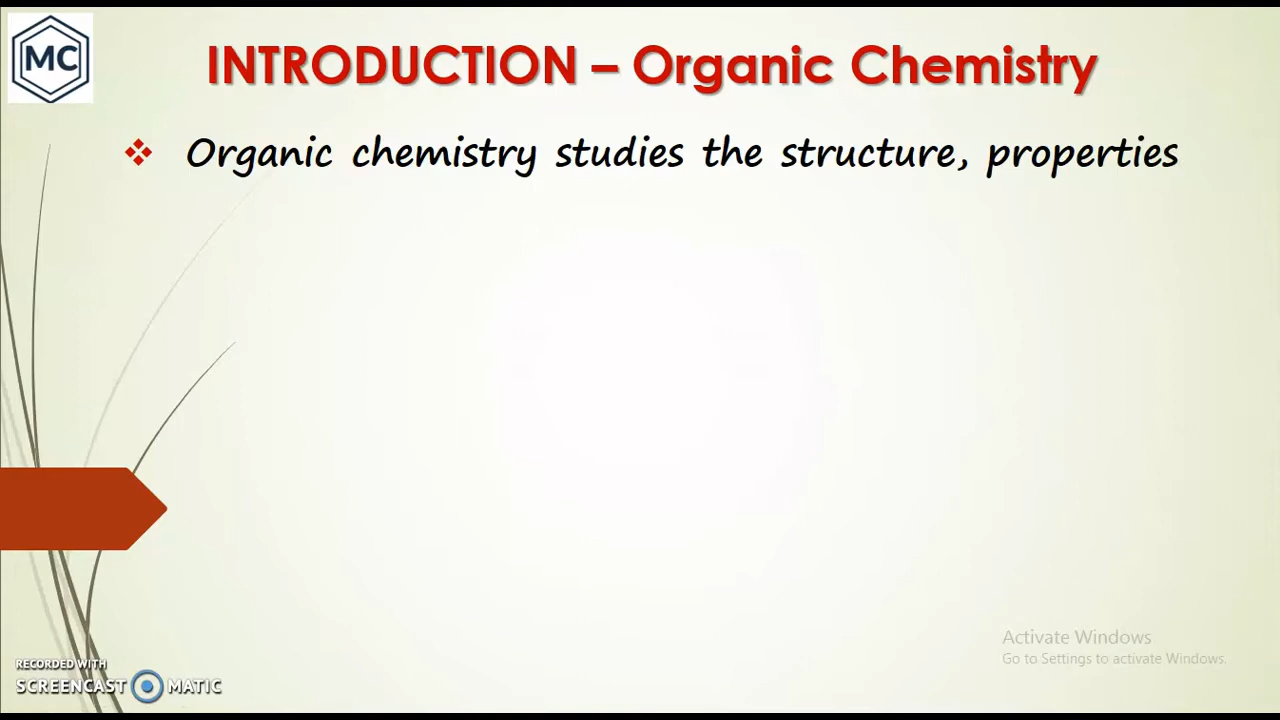 MC
INTRODUCTION – Organic Chemistry
❖ Organic chemistry studies the structure, properties
Activate Windows
Go to Settings to activate Windows.
RECORDED WITH
SCREENCAST MATIC